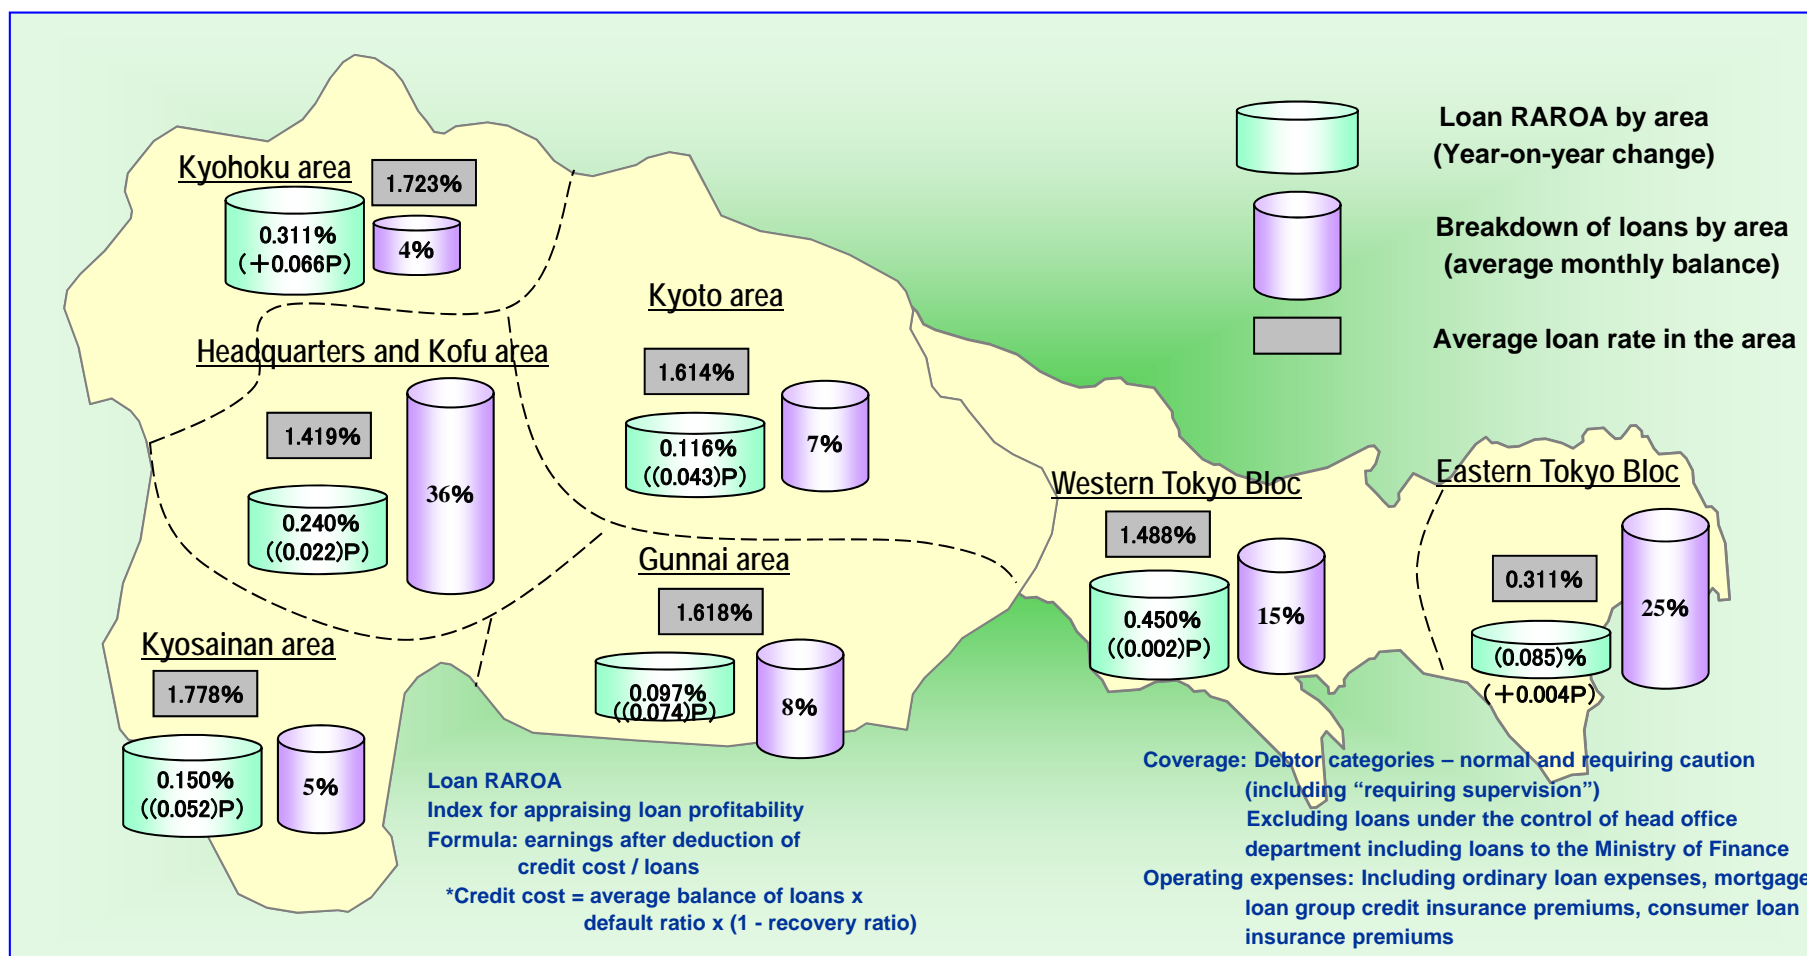 Loan RAROA by area
(Year-on-year change)
Breakdown of loans by area
(average monthly balance)
Average loan rate in the area
Kyohoku area
1.723%
0.311%
(+0.066P)
4%
Kyoto area
1.614%
0.116%
((0.043)P)
7%
Headquarters and Kofu area
1.419%
0.240%
((0.022)P)
36%
Western Tokyo Bloc
1.488%
0.450%
((0.002)P)
15%
Eastern Tokyo Bloc
0.311%
(0.085)%
(+0.004P)
25%
Gunnai area
1.618%
0.097%
((0.074)P)
8%
Kyosainan area
1.778%
0.150%
((0.052)P)
5%
Loan RAROA
Index for appraising loan profitability
Formula: earnings after deduction of
credit cost / loans
*Credit cost = average balance of loans x
default ratio x (1 - recovery ratio)
Coverage: Debtor categories – normal and requiring caution
(including “requiring supervision”)
Excluding loans under the control of head office
department including loans to the Ministry of Finance
Operating expenses: Including ordinary loan expenses, mortgage
loan group credit insurance premiums, consumer loan
insurance premiums